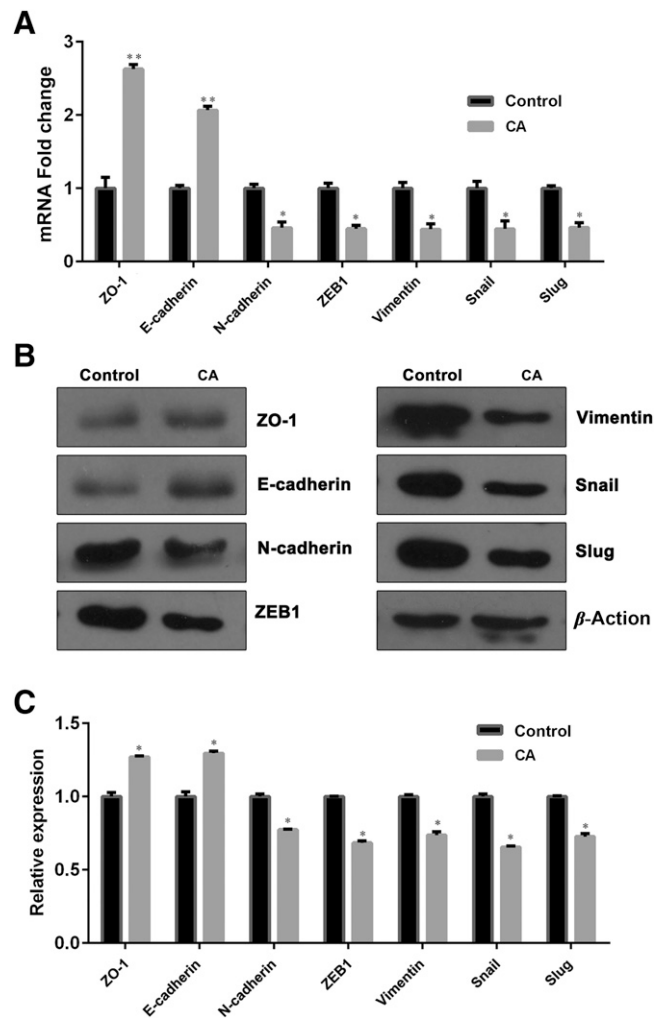 A
3
2
1
0
mRNA Fold change
**
**
*
*
*
*
*
Control
CA
ZO-1
E-cadherin
N-cadherin
ZEB1
Vimentin
Snail
Slug
B
Control CA
ZO-1
E-cadherin
N-cadherin
ZEB1
Control CA
Vimentin
Snail
Slug
β-Action
C
1.5
1.0
0.5
0.0
Relative expression
*
*
*
*
*
*
*
Control
CA
ZO-1
E-cadherin
N-cadherin
ZEB1
Vimentin
Snail
Slug